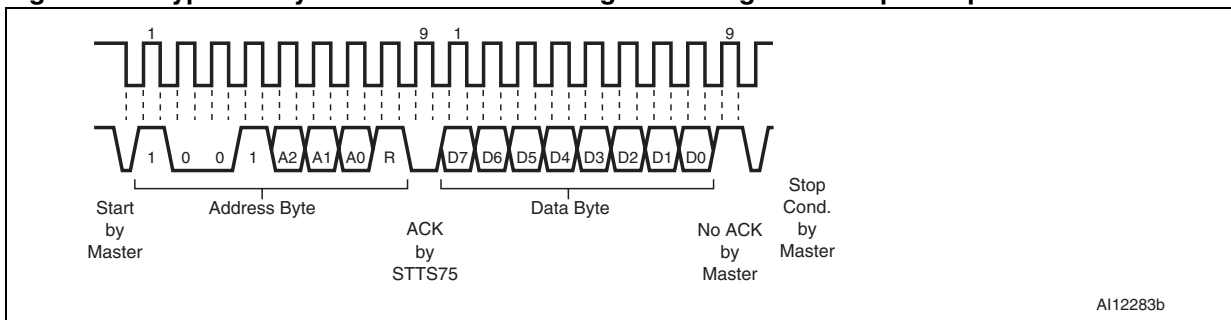 1 9 1 9
1 0 0 1 A2 A1 A0 R D7 D6 D5 D4 D3 D2 D1 D0
Start
by
Master
Address Byte
ACK
by
STTS75
Data Byte
No ACK
by
Master
Stop
Cond.
by
Master
AI12283b